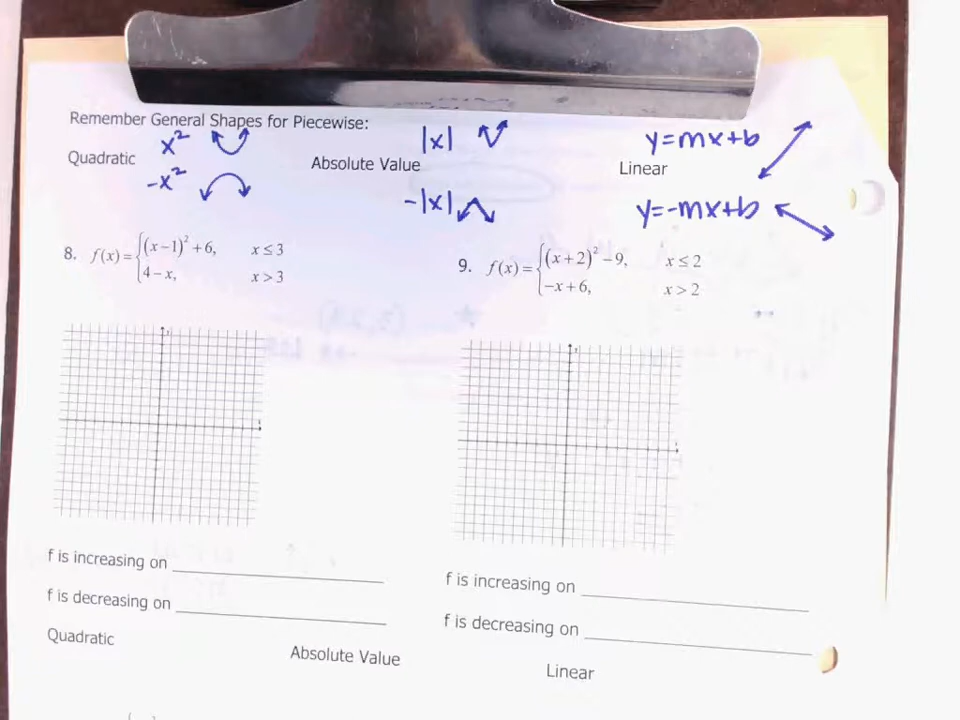 Remember General Shapes for Piecewise:
Quadratic x² Absolute Value |x| Linear y=mx+b
-x² -|x| y=-mx+b
8. f(x)={(x-1)²+6, x≤3
4-x, x>3
9. f(x)={(x+2)²-9, x≤2
-x+6, x>2
f is increasing on
f is decreasing on
f is increasing on
f is decreasing on
Quadratic Absolute Value Linear